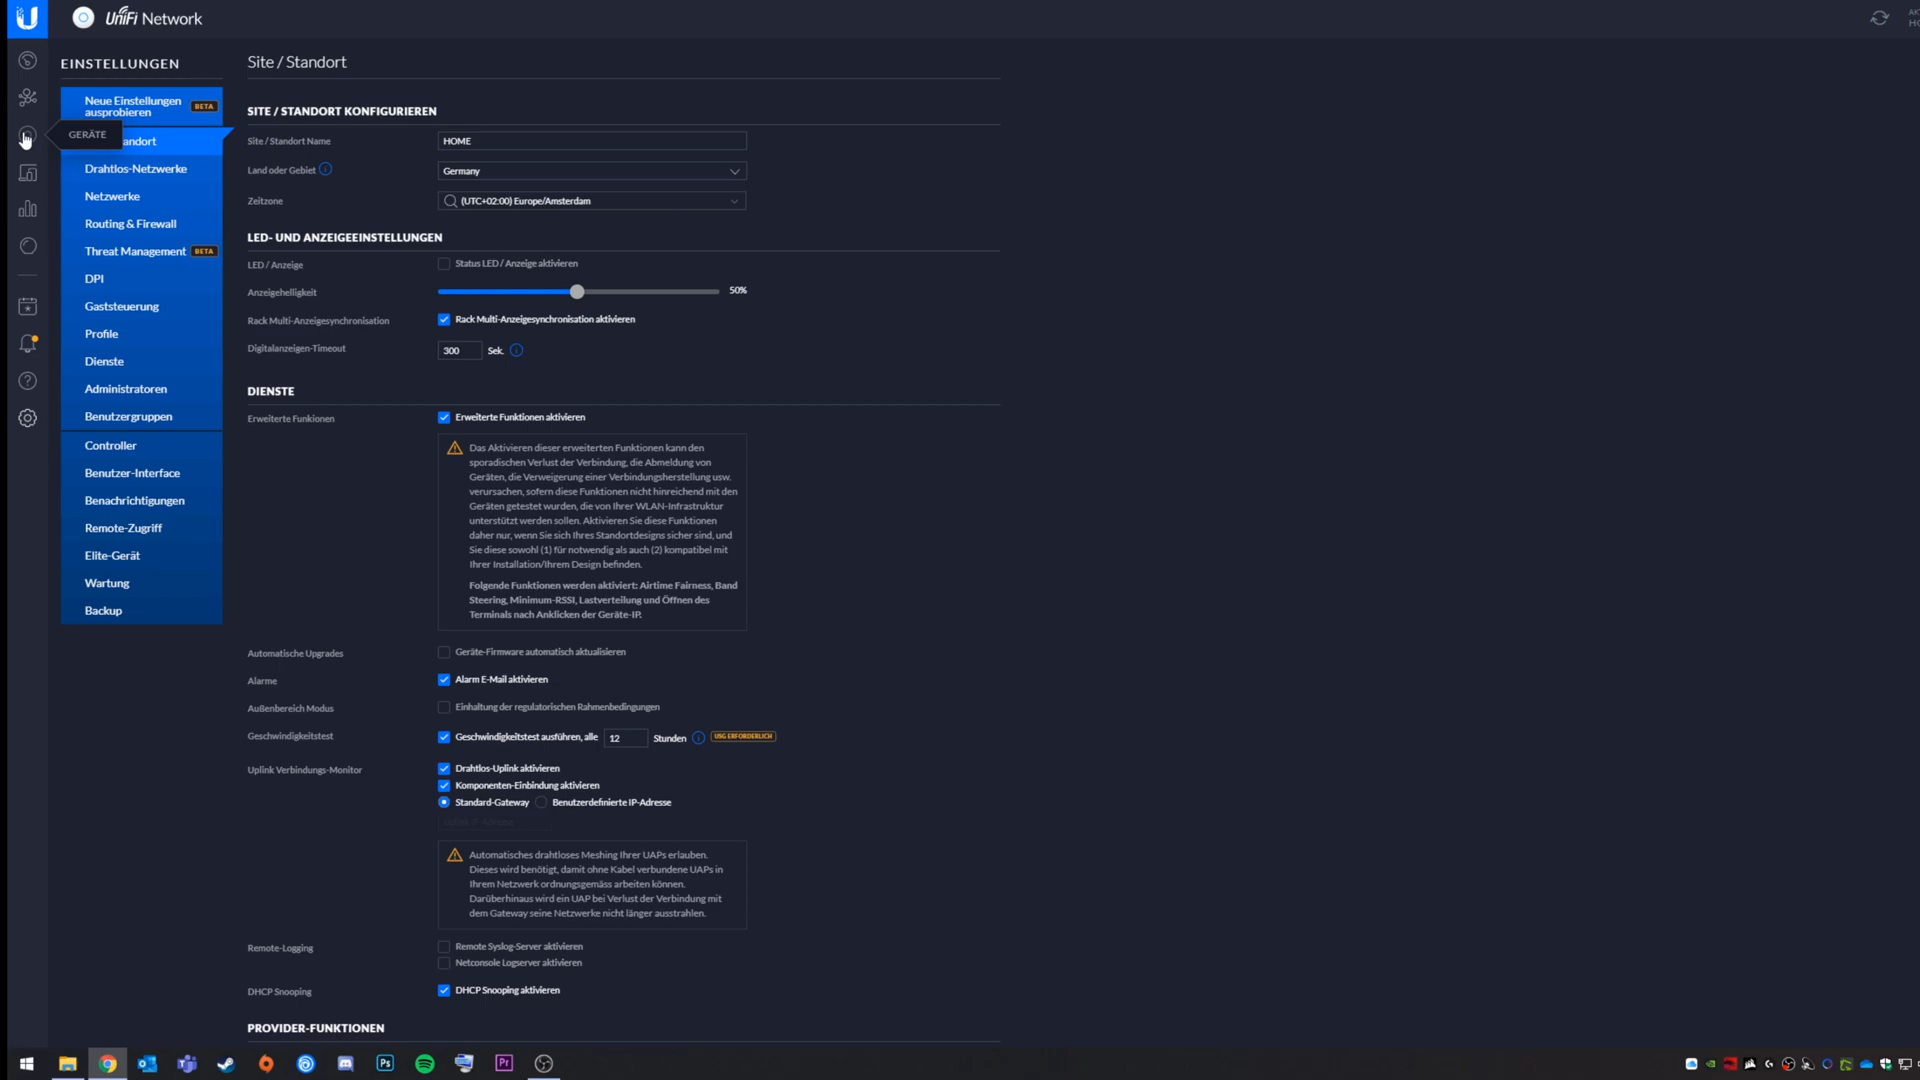 UniFi Network
EINSTELLUNGEN
Neue Einstellungen
ausprobieren
BETA
GERÄTE
andort
Drahtlos-Netzwerke
Netzwerke
Routing & Firewall
Threat Management BETA
DPI
Gaststeuerung
Profile
Dienste
Administratoren
Benutzergruppen
Controller
Benutzer-Interface
Benachrichtigungen
Remote-Zugriff
Elite-Gerät
Wartung
Backup
Site / Standort
SITE / STANDORT KONFIGURIEREN
Site / Standort Name HOME
Land oder Gebiet Germany
Zeitzone (UTC+02:00) Europe/Amsterdam
LED- UND ANZEIGEEINSTELLUNGEN
LED / Anzeige Status LED / Anzeige aktivieren
Anzeigehelligkeit 50%
Rack Multi-Anzeigesynchronisation Rack Multi-Anzeigesynchronisation aktivieren
Digitalanzeigen-Timeout 300 Sek.
DIENSTE
Erweiterte Funkionen Erweiterte Funktionen aktivieren
Das Aktivieren dieser erweiterten Funktionen kann den
sporadischen Verlust der Verbindung, die Abmeldung von
Geräten, die Verweigerung einer Verbindungsherstellung usw.
verursachen, sofern diese Funktionen nicht hinreichend mit den
Geräten getestet wurden, die von Ihrer WLAN-Infrastruktur
unterstützt werden sollen. Aktivieren Sie diese Funktionen
daher nur, wenn Sie sich Ihres Standortdesigns sicher sind, und
Sie diese sowohl (1) für notwendig als auch (2) kompatibel mit
Ihrer Installation/Ihrem Design befinden.
Folgende Funktionen werden aktiviert: Airtime Fairness, Band
Steering, Minimum-RSSI, Lastverteilung und Öffnen des
Terminals nach Anklicken der Geräte-IP.
Automatische Upgrades Geräte-Firmware automatisch aktualisieren
Alarme Alarm E-Mail aktivieren
Außenbereich Modus Einhaltung der regulatorischen Rahmenbedingungen
Geschwindigkeitstest Geschwindigkeitstest ausführen, alle 12 Stunden USG ERFORDERLICH
Uplink Verbindungs-Monitor Drahtlos-Uplink aktivieren
Komponenten-Einbindung aktivieren
Standard-Gateway Benutzerdefinierte IP-Adresse
Automatisches drahtloses Meshing Ihrer UAPs erlauben.
Dieses wird benötigt, damit ohne Kabel verbundene UAPs in
Ihrem Netzwerk ordnungsgemäss arbeiten können.
Darüberhinaus wird ein UAP bei Verlust der Verbindung mit
dem Gateway seine Netzwerke nicht länger ausstrahlen.
Remote-Logging Remote Syslog-Server aktivieren
Netconsole Logserver aktivieren
DHCP Snooping DHCP Snooping aktivieren
PROVIDER-FUNKTIONEN
Ps
Pr